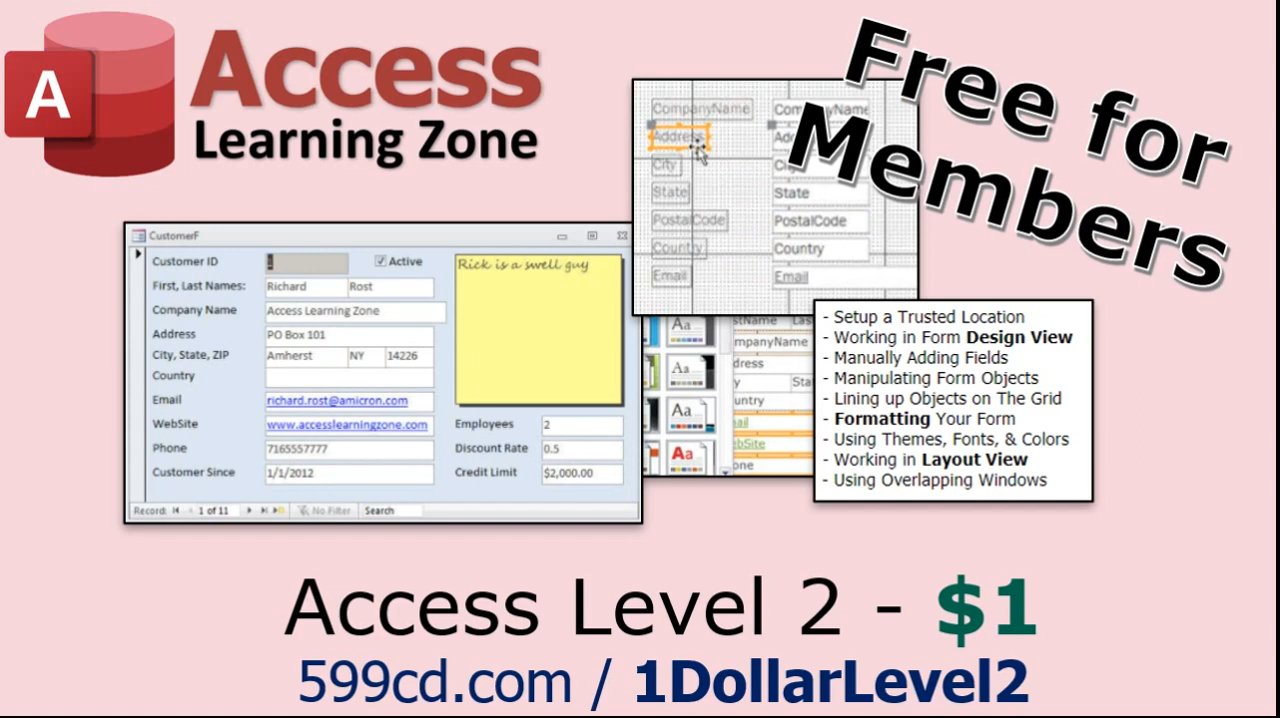 A
Access
Learning Zone
Free for
Members
CompanyName CompanyName
Address
City
State State
PostalCode PostalCode
Country Country
Email Email
CustomerF
Customer ID Active
First, Last Names: Richard Rost
Company Name Access Learning Zone
Address PO Box 101
City, State, ZIP Amherst NY 14226
Country
Email richard.rost@amicron.com
WebSite www.accesslearningzone.com
Phone 7165557777
Customer Since 1/1/2012
Rick is a swell guy
Employees 2
Discount Rate 0.5
Credit Limit $2,000.00
Record: 1 of 11 No Filter Search
Aa
Aa
Aa
Aa
- Setup a Trusted Location
- Working in Form Design View
- Manually Adding Fields
- Manipulating Form Objects
- Lining up Objects on The Grid
- Formatting Your Form
- Using Themes, Fonts, & Colors
- Working in Layout View
- Using Overlapping Windows
Access Level 2 - $1
599cd.com / 1DollarLevel2